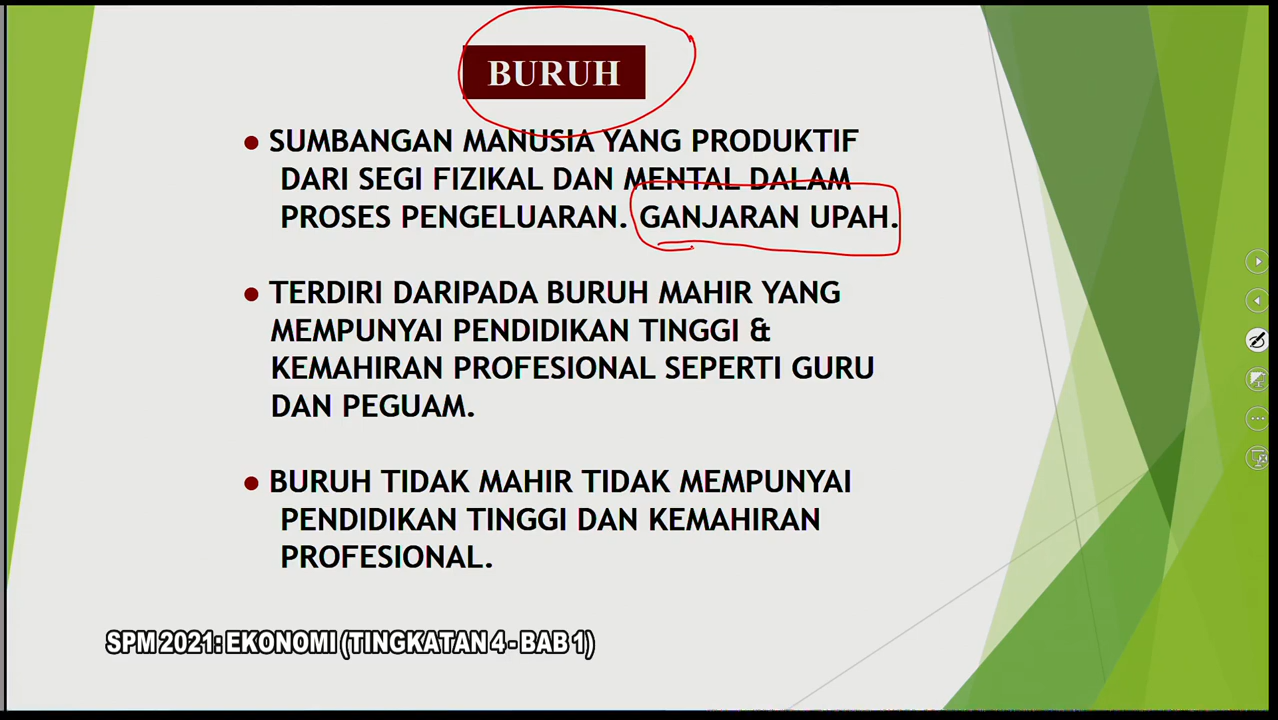 BURUH
● SUMBANGAN MANUSIA YANG PRODUKTIF
DARI SEGI FIZIKAL DAN MENTAL DALAM
PROSES PENGELUARAN. GANJARAN UPAH.
● TERDIRI DARIPADA BURUH MAHIR YANG
MEMPUNYAI PENDIDIKAN TINGGI &
KEMAHIRAN PROFESIONAL SEPERTI GURU
DAN PEGUAM.
● BURUH TIDAK MAHIR TIDAK MEMPUNYAI
PENDIDIKAN TINGGI DAN KEMAHIRAN
PROFESIONAL.
SPM 2021: EKONOMI (TINGKATAN 4 - BAB 1)